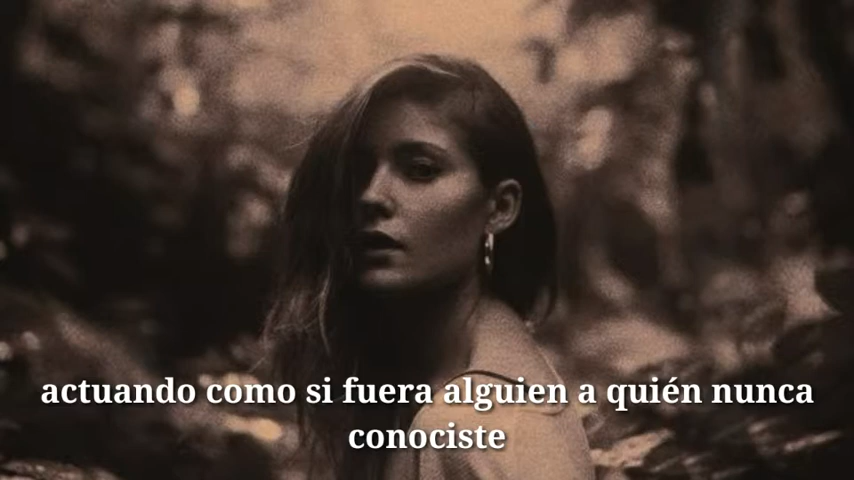 actuando como si fuera alguien a quién nunca
conociste